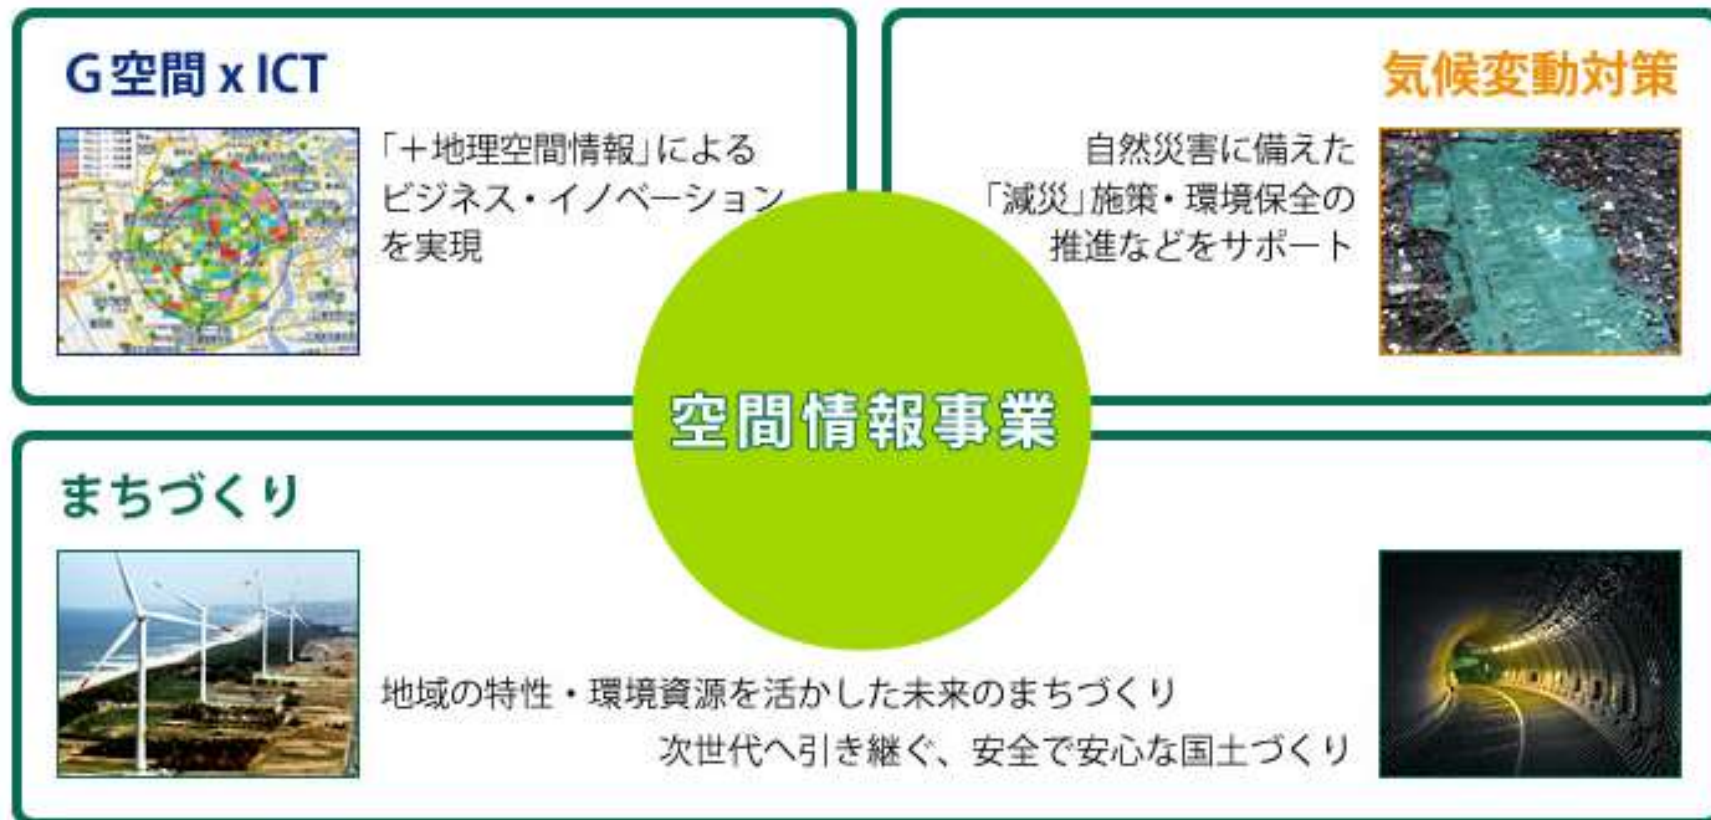 G空間 x ICT
「＋地理空間情報」による
ビジネス・イノベーション
を実現
気候変動対策
自然災害に備えた
「減災」施策・環境保全の
推進などをサポート
空間情報事業
まちづくり
地域の特性・環境資源を活かした未来のまちづくり
次世代へ引き継ぐ、安全で安心な国土づくり